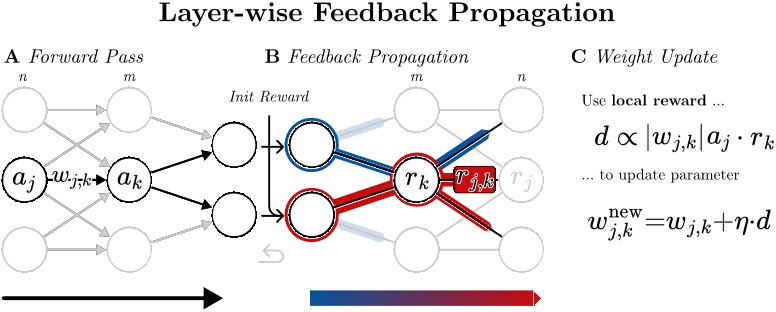 Layer-wise Feedback Propagation
A Forward Pass
n
m
a_j
w_{j,k}
a_k
B Feedback Propagation
Init Reward
m
n
r_k
r_{j,k}
r_j
C Weight Update
Use local reward ...
d ∝ |w_{j,k}| a_j · r_k
... to update parameter
w_{j,k}^{new}=w_{j,k}+η·d